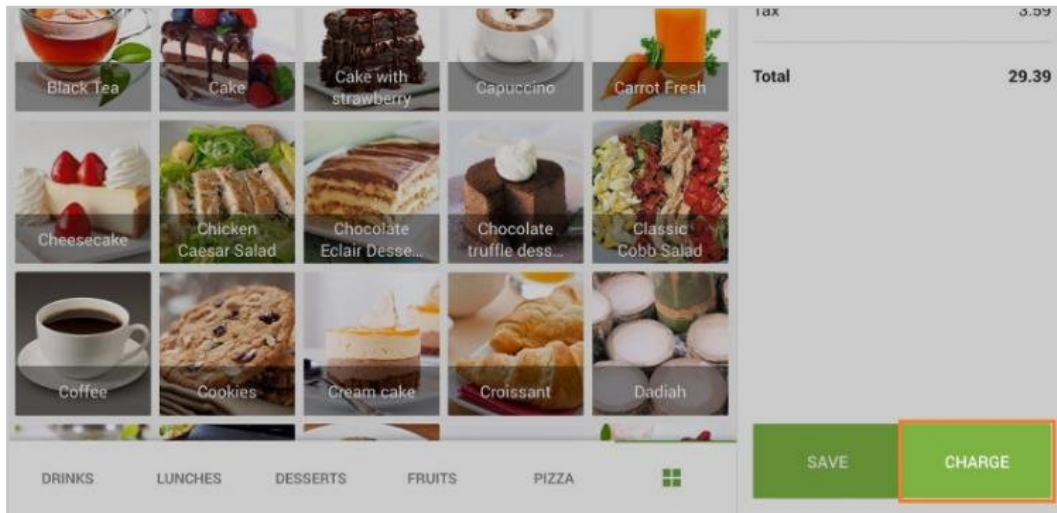 Tax 3.59
Black Tea
Cake
Cake with
strawberry
Capuccino
Carrot Fresh
Total 29.39
Cheesecake
Chicken
Caesar Salad
Chocolate
Eclair Desse...
Chocolate
truffle dess...
Classic
Cobb Salad
Coffee
Cookies
Cream cake
Croissant
Dadiah
SAVE
CHARGE
DRINKS
LUNCHES
DESSERTS
FRUITS
PIZZA